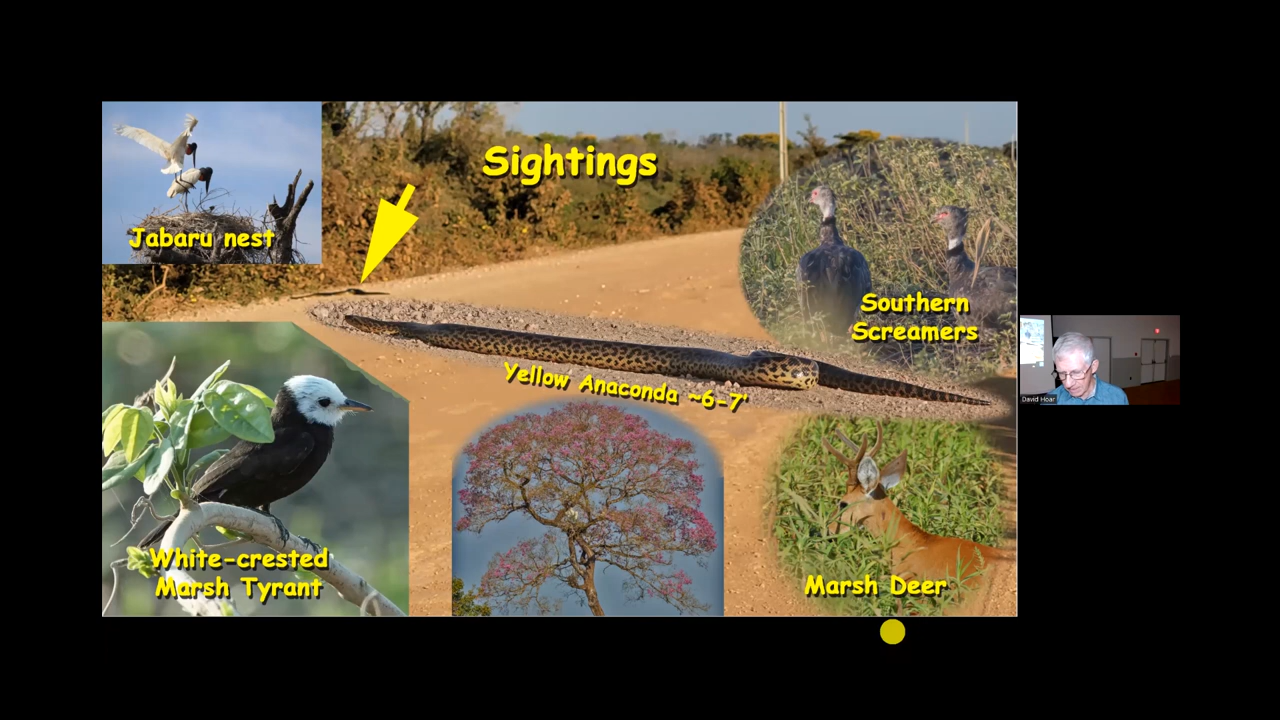 Sightings
Jabaru nest
Southern
Screamers
Yellow Anaconda ~6-7'
White-crested
Marsh Tyrant
Marsh Deer
David Hoar